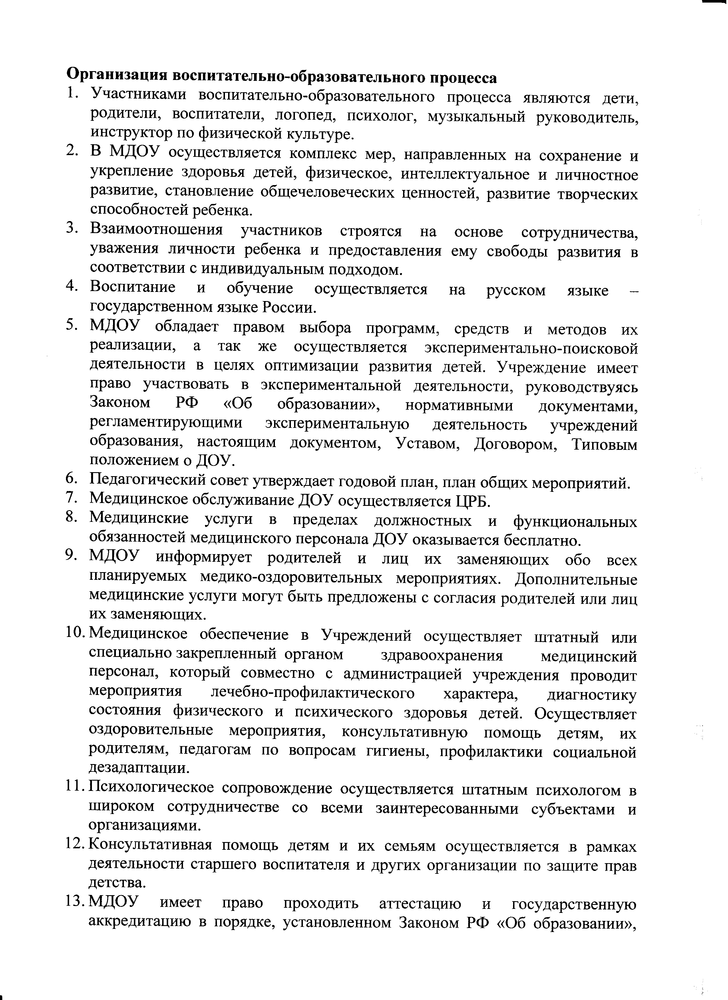 Организация воспитательно-образовательного процесса
1. Участниками воспитательно-образовательного процесса являются дети,
родители, воспитатели, логопед, психолог, музыкальный руководитель,
инструктор по физической культуре.
2. В МДОУ осуществляется комплекс мер, направленных на сохранение и
укрепление здоровья детей, физическое, интеллектуальное и личностное
развитие, становление общечеловеческих ценностей, развитие творческих
способностей ребенка.
3. Взаимоотношения участников строятся на основе сотрудничества,
уважения личности ребенка и предоставления ему свободы развития в
соответствии с индивидуальным подходом.
4. Воспитание и обучение осуществляется на русском языке –
государственном языке России.
5. МДОУ обладает правом выбора программ, средств и методов их
реализации, а так же осуществляется экспериментально-поисковой
деятельности в целях оптимизации развития детей. Учреждение имеет
право участвовать в экспериментальной деятельности, руководствуясь
Законом РФ «Об образовании», нормативными документами,
регламентирующими экспериментальную деятельность учреждений
образования, настоящим документом, Уставом, Договором, Типовым
положением о ДОУ.
6. Педагогический совет утверждает годовой план, план общих мероприятий.
7. Медицинское обслуживание ДОУ осуществляется ЦРБ.
8. Медицинские услуги в пределах должностных и функциональных
обязанностей медицинского персонала ДОУ оказывается бесплатно.
9. МДОУ информирует родителей и лиц их заменяющих обо всех
планируемых медико-оздоровительных мероприятиях. Дополнительные
медицинские услуги могут быть предложены с согласия родителей или лиц
их заменяющих.
10. Медицинское обеспечение в Учреждений осуществляет штатный или
специально закрепленный органом здравоохранения медицинский
персонал, который совместно с администрацией учреждения проводит
мероприятия лечебно-профилактического характера, диагностику
состояния физического и психического здоровья детей. Осуществляет
оздоровительные мероприятия, консультативную помощь детям, их
родителям, педагогам по вопросам гигиены, профилактики социальной
дезадаптации.
11. Психологическое сопровождение осуществляется штатным психологом в
широком сотрудничестве со всеми заинтересованными субъектами и
организациями.
12. Консультативная помощь детям и их семьям осуществляется в рамках
деятельности старшего воспитателя и других организации по защите прав
детства.
13. МДОУ имеет право проходить аттестацию и государственную
аккредитацию в порядке, установленном Законом РФ «Об образовании»,